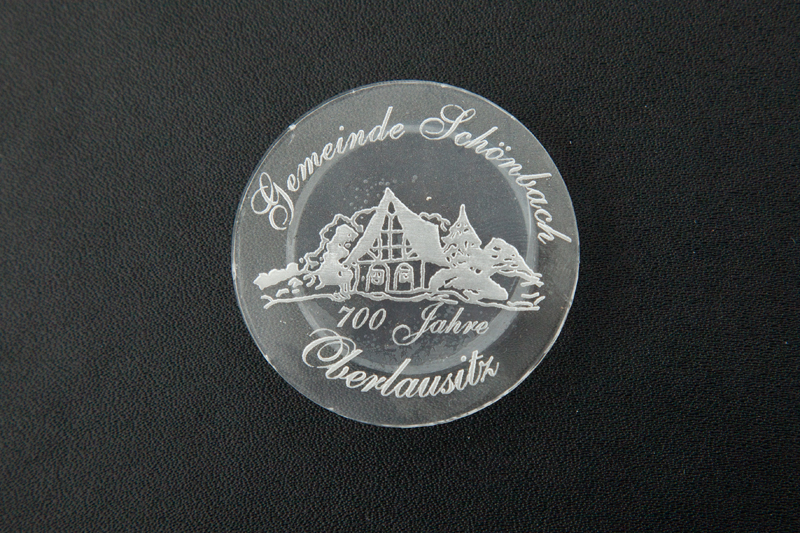 Gemeinde Schönbach
700 Jahre
Oberlausitz